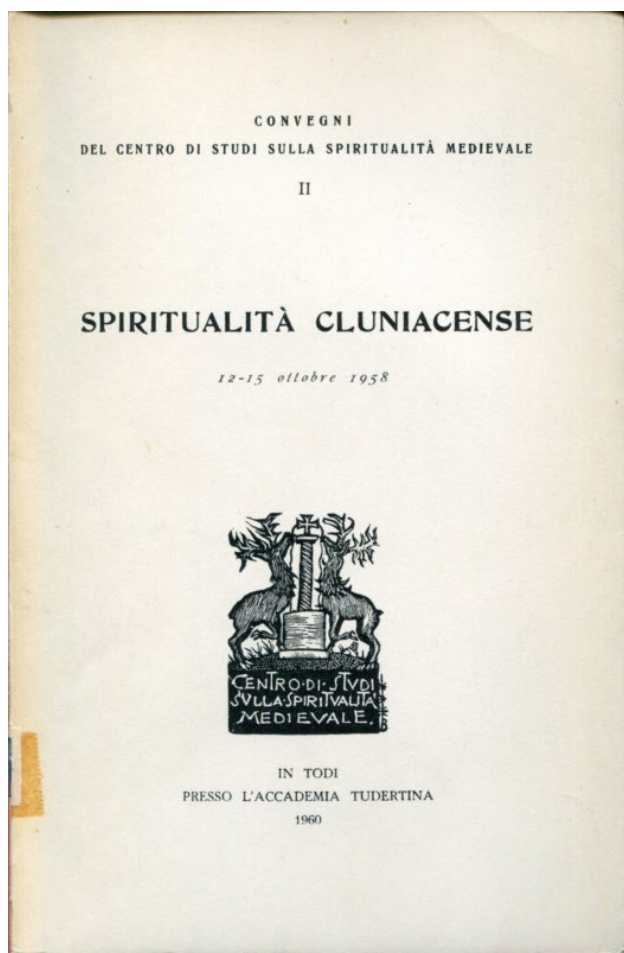 CONVEGNI
DEL CENTRO DI STUDI SULLA SPIRITUALITÀ MEDIEVALE
II
SPIRITUALITÀ CLUNIACENSE
12-15 ottobre 1958
CENTRO·DI·STVDI
SVLLA·SPIRITVALITA'
MEDIEVALE.
IN TODI
PRESSO L'ACCADEMIA TUDERTINA
1960